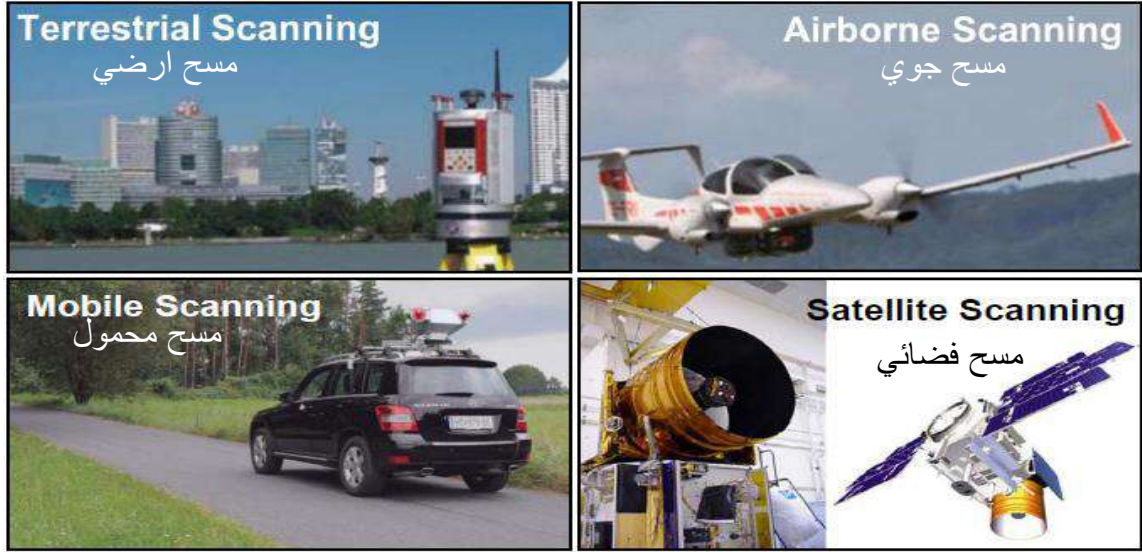 Terrestrial Scanning
مسح ارضي
Airborne Scanning
مسح جوي
Mobile Scanning
مسح محمول
Satellite Scanning
مسح فضائي